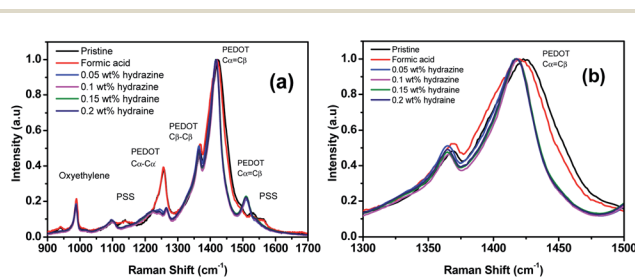 (a)
Pristine
Formic acid
0.05 wt% hydrazine
0.1 wt% hydrazine
0.15 wt% hydrazine
0.2 wt% hydraine
PEDOT
Cα=Cβ
PEDOT
Cβ-Cβ
PEDOT
Cα-Cα'
PEDOT
Cα=Cβ
Oxyethylene
PSS
PSS
Intensity (a.u)
1.0
0.8
0.6
0.4
0.2
0.0
900 1000 1100 1200 1300 1400 1500 1600 1700
Raman Shift (cm⁻¹)
(b)
Pristine
Formic acid
0.05 wt% hydrazine
0.1 wt% hydraine
0.15 wt% hydraine
0.2 wt% hydraine
PEDOT
Cα=Cβ
Intensity (a.u)
1.0
0.8
0.6
0.4
0.2
0.0
1300 1350 1400 1450 1500
Raman Shift (cm⁻¹)